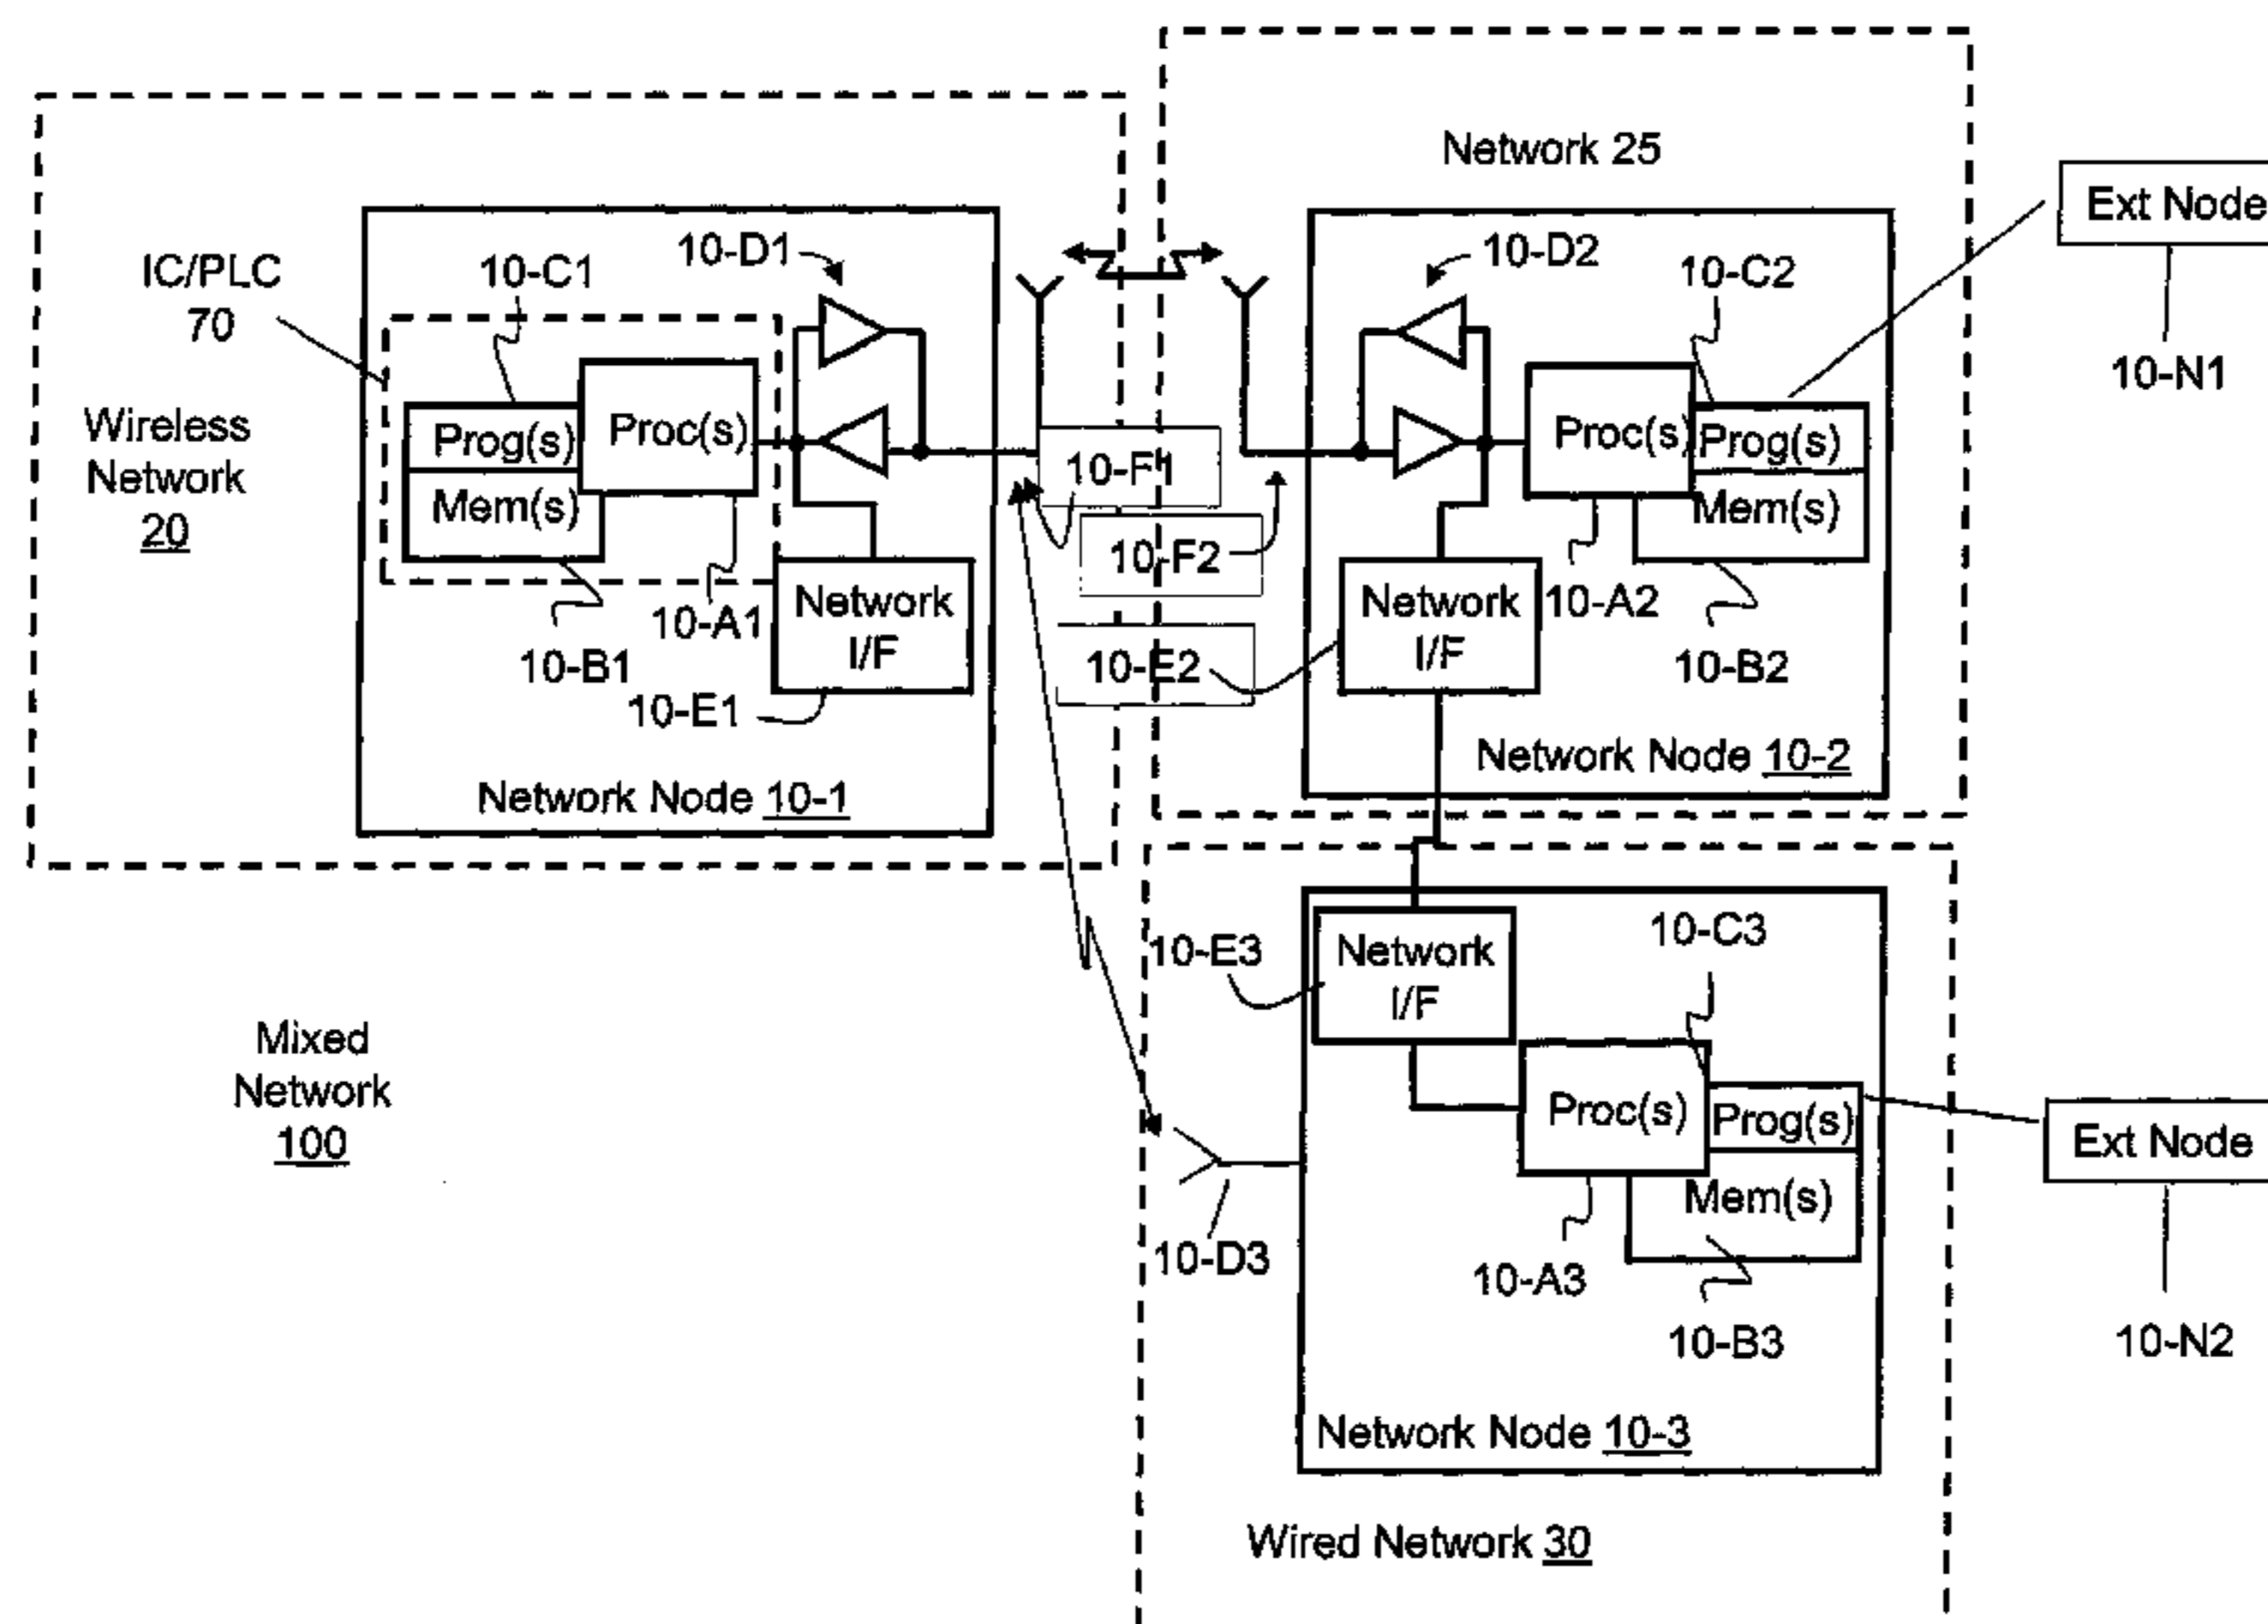 Network 25
Ext Node
10-N1
IC/PLC
70
10-C1
10-D1
10-D2
10-C2
Wireless
Network
20
Prog(s)
Proc(s)
Mem(s)
10-F1
10-F2
Proc(s)
Prog(s)
Mem(s)
10-A1
10-B1
10-E1
Network
I/F
10-E2
Network
I/F
10-A2
10-B2
Network Node 10-1
Network Node 10-2
Mixed
Network
100
10-E3
Network
I/F
10-C3
Proc(s)
Prog(s)
Mem(s)
Ext Node
10-D3
10-A3
10-B3
10-N2
Network Node 10-3
Wired Network 30